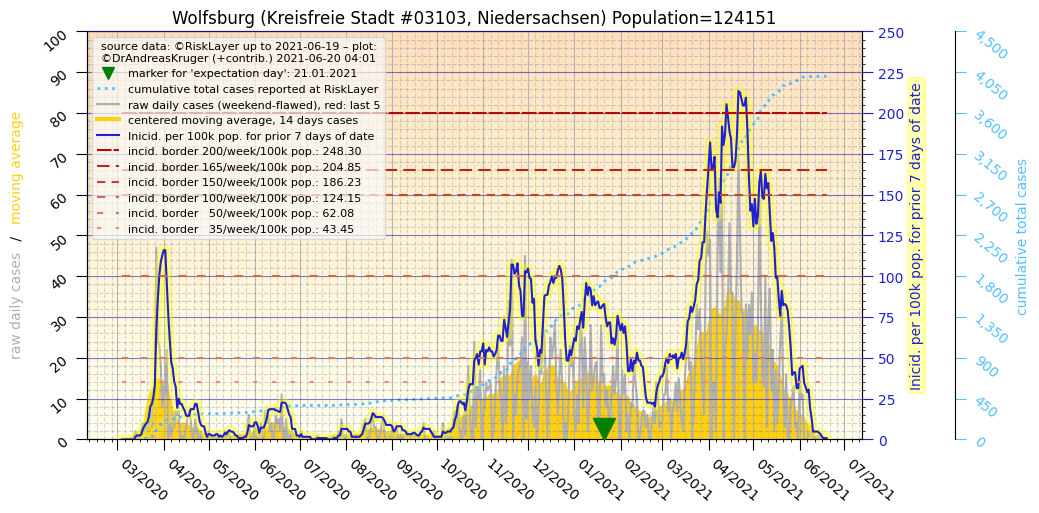 Wolfsburg (Kreisfreie Stadt #03103, Niedersachsen) Population=124151
source data: ©RiskLayer up to 2021-06-19 – plot:
©DrAndreasKruger (+contrib.) 2021-06-20 04:01
marker for 'expectation day': 21.01.2021
cumulative total cases reported at RiskLayer
raw daily cases (weekend-flawed), red: last 5
centered moving average, 14 days cases
Inicid. per 100k pop. for prior 7 days of date
incid. border 200/week/100k pop.: 248.30
incid. border 165/week/100k pop.: 204.85
incid. border 150/week/100k pop.: 186.23
incid. border 100/week/100k pop.: 124.15
incid. border 50/week/100k pop.: 62.08
incid. border 35/week/100k pop.: 43.45
raw daily cases / moving average
100
90
80
70
60
50
40
30
20
10
0
03/2020
04/2020
05/2020
06/2020
07/2020
08/2020
09/2020
10/2020
11/2020
12/2020
01/2021
02/2021
03/2021
04/2021
05/2021
06/2021
07/2021
250
225
200
175
150
125
100
75
50
25
0
Inicid. per 100k pop. for prior 7 days of date
4,500
4,050
3,600
3,150
2,700
2,250
1,800
1,350
900
450
0
cumulative total cases